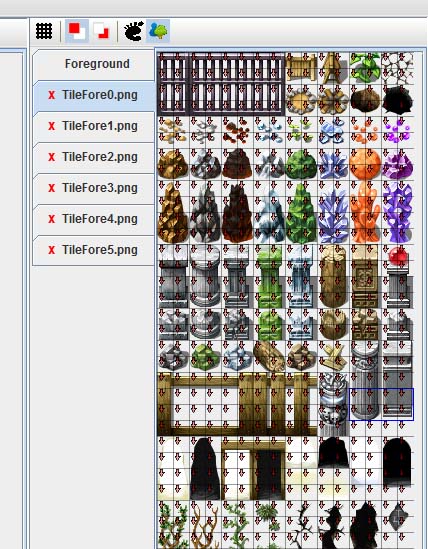 Foreground
X TileFore0.png
X TileFore1.png
X TileFore2.png
X TileFore3.png
X TileFore4.png
X TileFore5.png